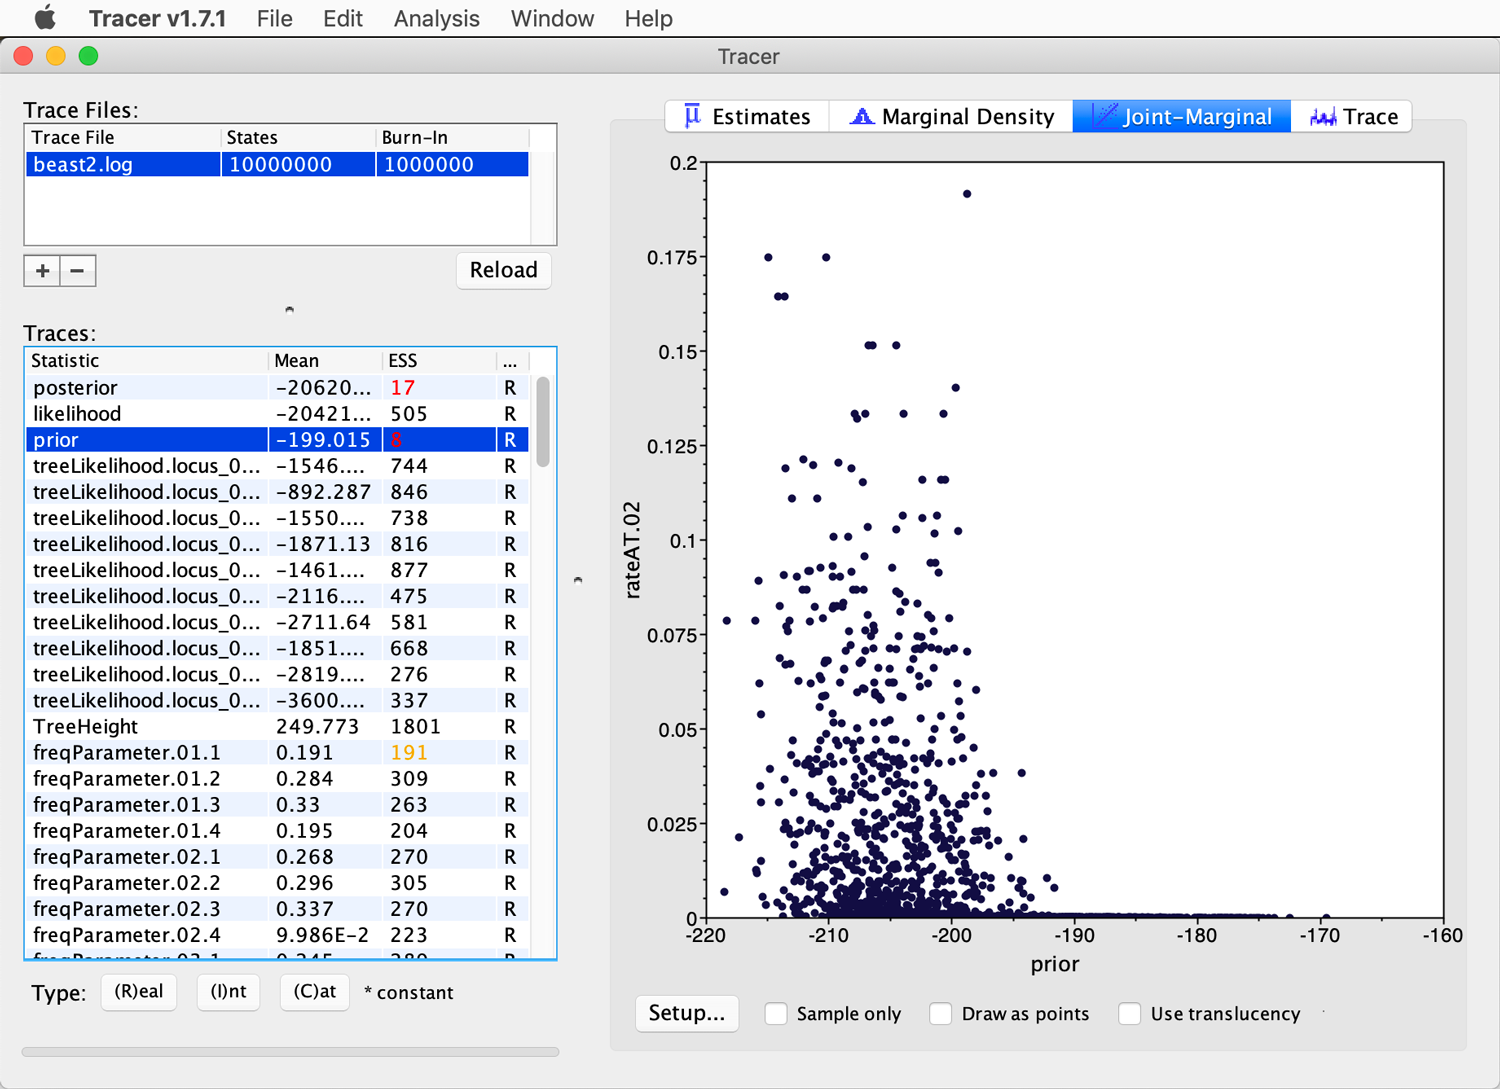 Tracer v1.7.1 File Edit Analysis Window Help
Tracer
Trace Files:
Trace File States Burn-In
beast2.log 10000000 1000000
+ −
Reload
Traces:
Statistic Mean ESS ...
posterior -20620... 17 R
likelihood -20421... 505 R
prior -199.015 8 R
treeLikelihood.locus_0... -1546.... 744 R
treeLikelihood.locus_0... -892.287 846 R
treeLikelihood.locus_0... -1550.... 738 R
treeLikelihood.locus_0... -1871.13 816 R
treeLikelihood.locus_0... -1461.... 877 R
treeLikelihood.locus_0... -2116.... 475 R
treeLikelihood.locus_0... -2711.64 581 R
treeLikelihood.locus_0... -1851.... 668 R
treeLikelihood.locus_0... -2819.... 276 R
treeLikelihood.locus_0... -3600.... 337 R
TreeHeight 249.773 1801 R
freqParameter.01.1 0.191 191 R
freqParameter.01.2 0.284 309 R
freqParameter.01.3 0.33 263 R
freqParameter.01.4 0.195 204 R
freqParameter.02.1 0.268 270 R
freqParameter.02.2 0.296 305 R
freqParameter.02.3 0.337 270 R
freqParameter.02.4 9.986E-2 223 R
Type: (R)eal (I)nt (C)at * constant
Estimates Marginal Density Joint-Marginal Trace
0.2
0.175
0.15
0.125
0.1
0.075
0.05
0.025
0
rateAT.02
-220 -210 -200 -190 -180 -170 -160
prior
Setup... Sample only Draw as points Use translucency